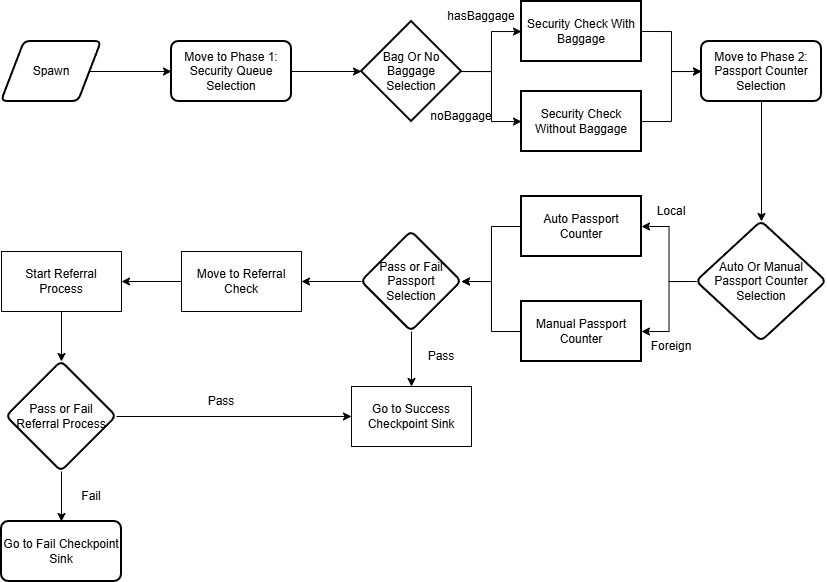 hasBaggage
Security Check With
Baggage
Spawn
Move to Phase 1:
Security Queue
Selection
Bag Or No
Baggage
Selection
Move to Phase 2:
Passport Counter
Selection
noBaggage
Security Check
Without Baggage
Local
Auto Passport
Counter
Start Referral
Process
Move to Referral
Check
Pass or Fail
Passport
Selection
Auto Or Manual
Passport Counter
Selection
Manual Passport
Counter
Foreign
Pass
Pass or Fail
Referral Process
Pass
Go to Success
Checkpoint Sink
Fail
Go to Fail Checkpoint
Sink